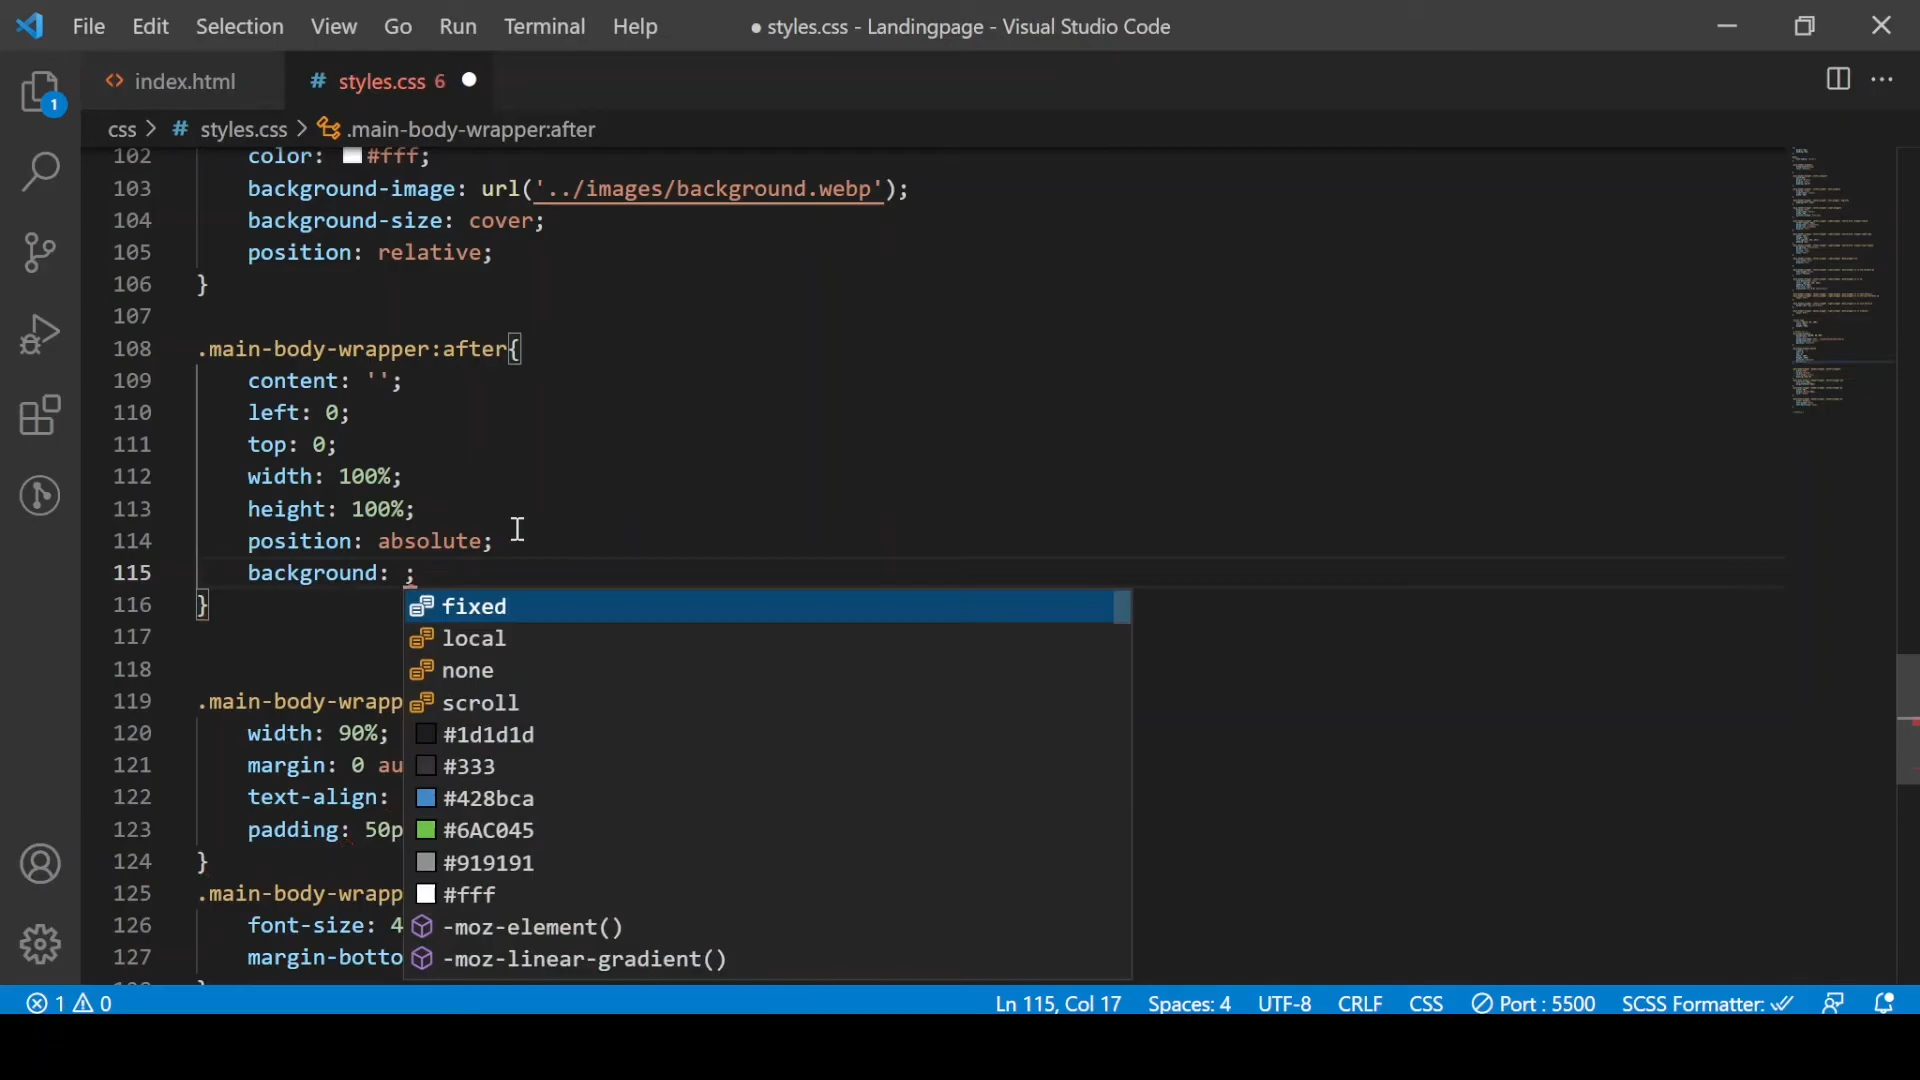 File Edit Selection View Go Run Terminal Help ● styles.css - Landingpage - Visual Studio Code
<> index.html # styles.css 6 ●
1
css > # styles.css > .main-body-wrapper:after
102 color: #fff;
103 background-image: url('../images/background.webp');
104 background-size: cover;
105 position: relative;
106 }
107
108 .main-body-wrapper:after{
109 content: '';
110 left: 0;
111 top: 0;
112 width: 100%;
113 height: 100%;
114 position: absolute;
115 background: ;
116 }
fixed
117
local
118
none
119 .main-body-wrapp
scroll
120 width: 90%;
#1d1d1d
121 margin: 0 au
#333
122 text-align:
#428bca
123 padding: 50p
#6AC045
124 }
#919191
125 .main-body-wrapp
#fff
126 font-size: 4
-moz-element()
127 margin-botto
-moz-linear-gradient()
1 0 Ln 115, Col 17 Spaces: 4 UTF-8 CRLF CSS Port : 5500 SCSS Formatter: